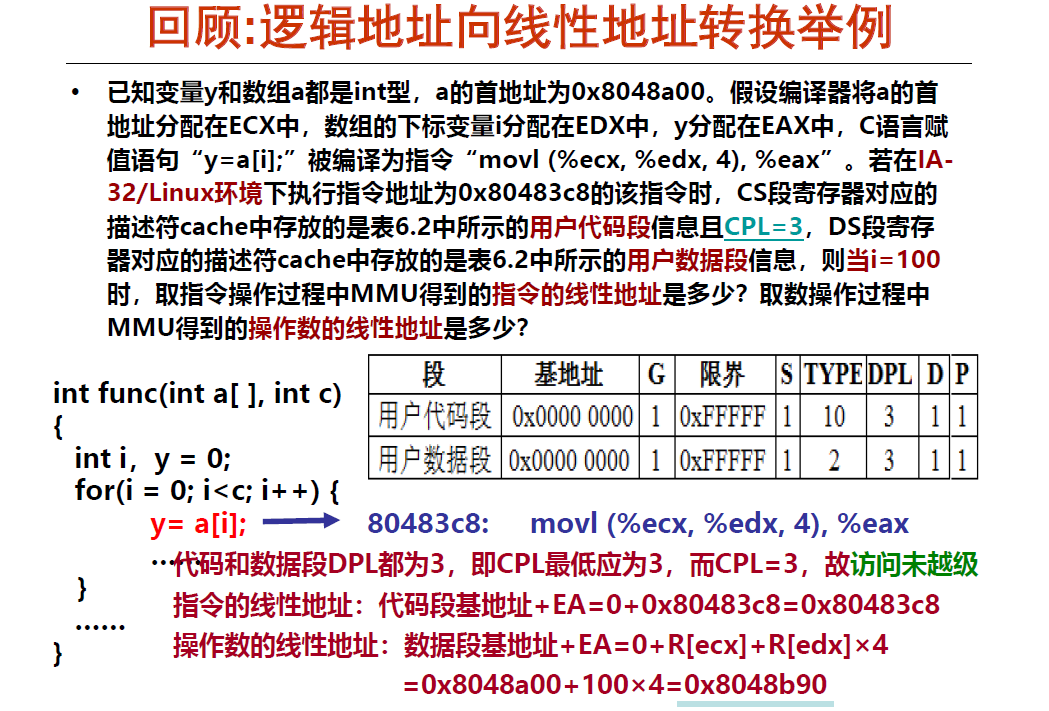 回顾:逻辑地址向线性地址转换举例
• 已知变量y和数组a都是int型，a的首地址为0x8048a00。假设编译器将a的首
地址分配在ECX中，数组的下标变量i分配在EDX中，y分配在EAX中，C语言赋
值语句“y=a[i];”被编译为指令“movl (%ecx, %edx, 4), %eax”。若在IA-
32/Linux环境下执行指令地址为0x80483c8的该指令时，CS段寄存器对应的
描述符cache中存放的是表6.2中所示的用户代码段信息且CPL=3，DS段寄存
器对应的描述符cache中存放的是表6.2中所示的用户数据段信息，则当i=100
时，取指令操作过程中MMU得到的指令的线性地址是多少？取数操作过程中
MMU得到的操作数的线性地址是多少？
段 基地址 G 限界 S TYPE DPL D P
用户代码段 0x0000 0000 1 0xFFFFF 1 10 3 1 1
用户数据段 0x0000 0000 1 0xFFFFF 1 2 3 1 1
int func(int a[ ], int c)
{
int i，y = 0;
for(i = 0; i<c; i++) {
y= a[i]; 80483c8: movl (%ecx, %edx, 4), %eax
……
代码和数据段DPL都为3，即CPL最低应为3，而CPL=3，故访问未越级
}
指令的线性地址：代码段基地址+EA=0+0x80483c8=0x80483c8
……
操作数的线性地址：数据段基地址+EA=0+R[ecx]+R[edx]×4
}
=0x8048a00+100×4=0x8048b90